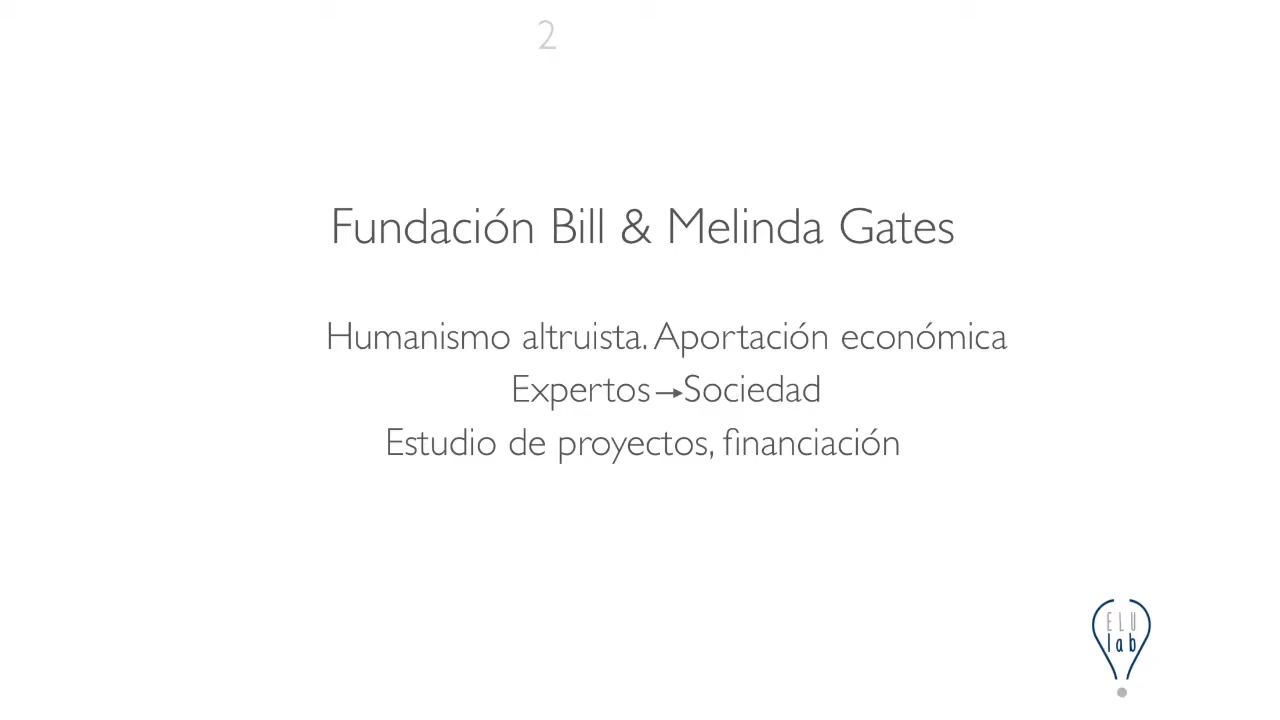 2
Fundación Bill & Melinda Gates
Humanismo altruista. Aportación económica
Expertos→Sociedad
Estudio de proyectos, financiación
ELU
lab